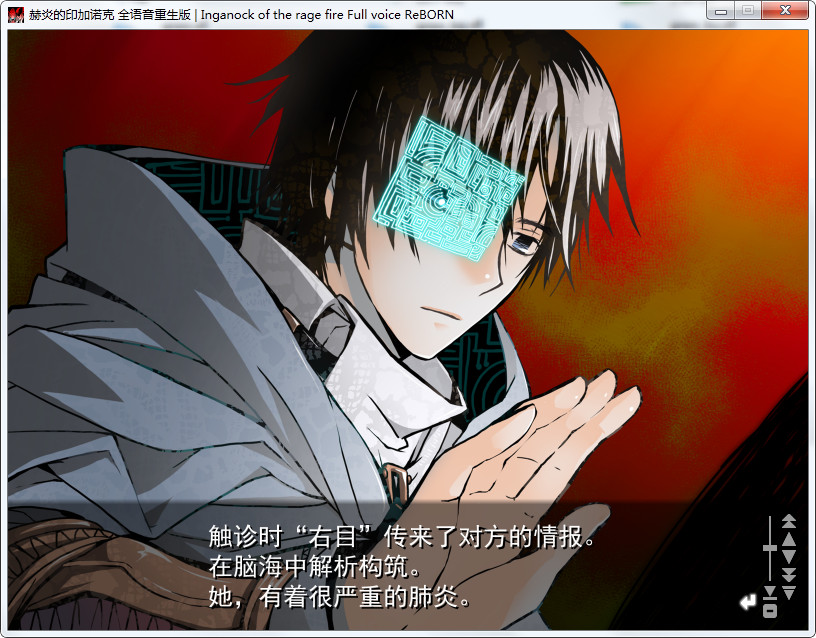 赫炎的印加诺克 全语音重生版 | Inganock of the rage fire Full voice ReBORN
触诊时“右目”传来了对方的情报。
在脑海中解析构筑。
她，有着很严重的肺炎。